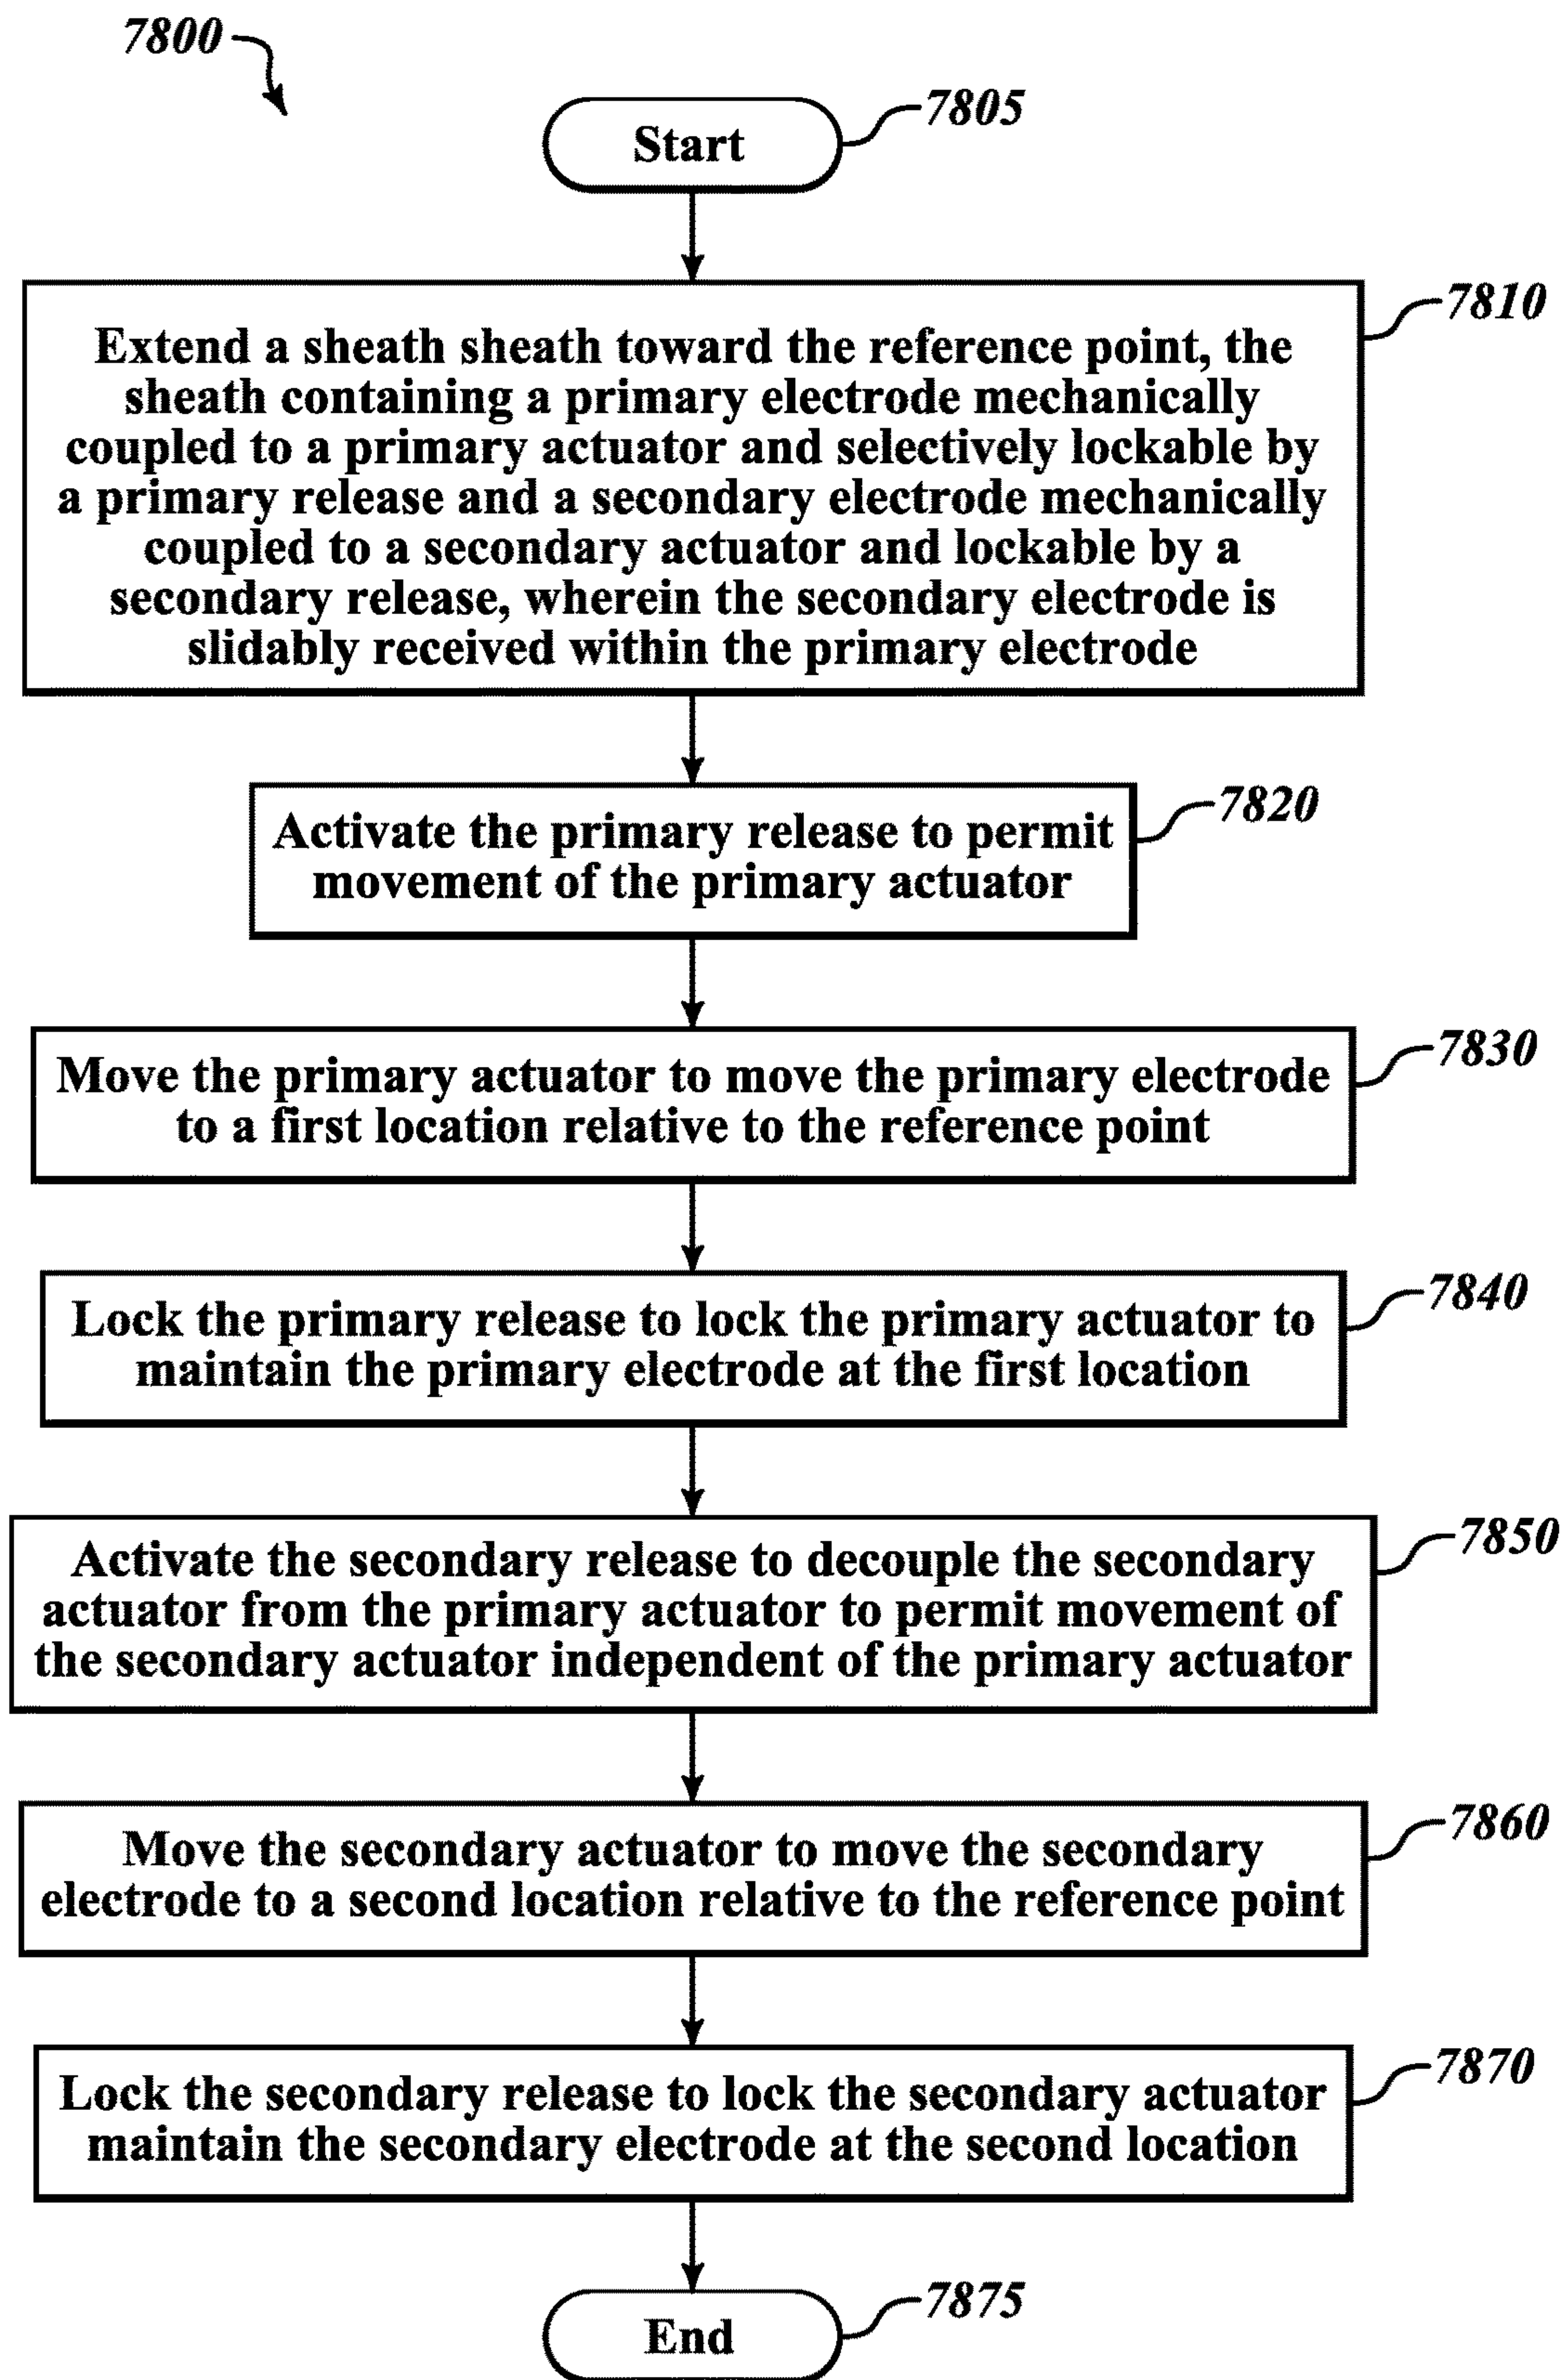 7800
Start
7805
7810
Extend a sheath sheath toward the reference point, the
sheath containing a primary electrode mechanically
coupled to a primary actuator and selectively lockable by
a primary release and a secondary electrode mechanically
coupled to a secondary actuator and lockable by a
secondary release, wherein the secondary electrode is
slidably received within the primary electrode
7820
Activate the primary release to permit
movement of the primary actuator
7830
Move the primary actuator to move the primary electrode
to a first location relative to the reference point
7840
Lock the primary release to lock the primary actuator to
maintain the primary electrode at the first location
7850
Activate the secondary release to decouple the secondary
actuator from the primary actuator to permit movement of
the secondary actuator independent of the primary actuator
7860
Move the secondary actuator to move the secondary
electrode to a second location relative to the reference point
7870
Lock the secondary release to lock the secondary actuator
maintain the secondary electrode at the second location
7875
End